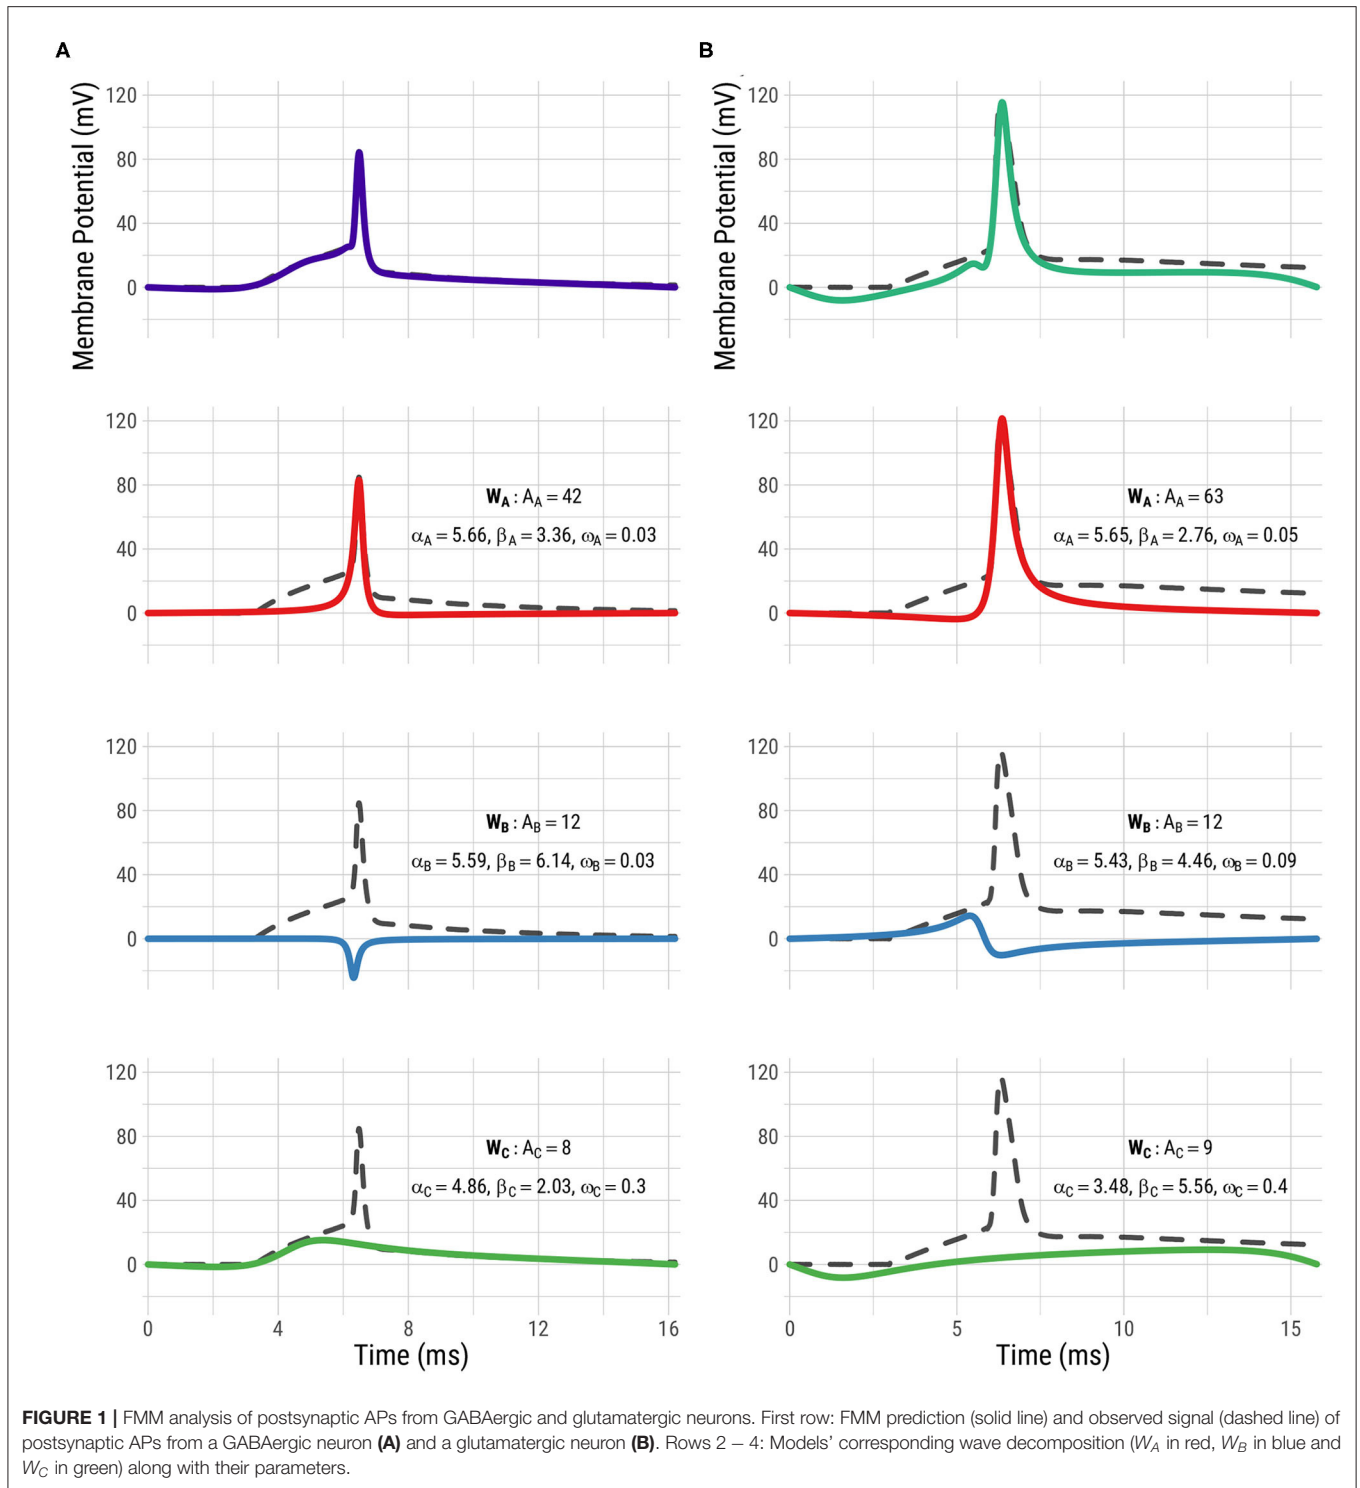 A
B
Membrane Potential (mV)
120
80
40
0
Membrane Potential (mV)
120
80
40
0
120
80
40
0
W_A : A_A = 42
α_A = 5.66, β_A = 3.36, ω_A = 0.03
120
80
40
0
W_A : A_A = 63
α_A = 5.65, β_A = 2.76, ω_A = 0.05
120
80
40
0
W_B : A_B = 12
α_B = 5.59, β_B = 6.14, ω_B = 0.03
120
80
40
0
W_B : A_B = 12
α_B = 5.43, β_B = 4.46, ω_B = 0.09
120
80
40
0
W_C : A_C = 8
α_C = 4.86, β_C = 2.03, ω_C = 0.3
0 4 8 12 16
Time (ms)
120
80
40
0
W_C : A_C = 9
α_C = 3.48, β_C = 5.56, ω_C = 0.4
0 5 10 15
Time (ms)
FIGURE 1 | FMM analysis of postsynaptic APs from GABAergic and glutamatergic neurons. First row: FMM prediction (solid line) and observed signal (dashed line) of
postsynaptic APs from a GABAergic neuron (A) and a glutamatergic neuron (B). Rows 2 – 4: Models' corresponding wave decomposition (W_A in red, W_B in blue and
W_C in green) along with their parameters.